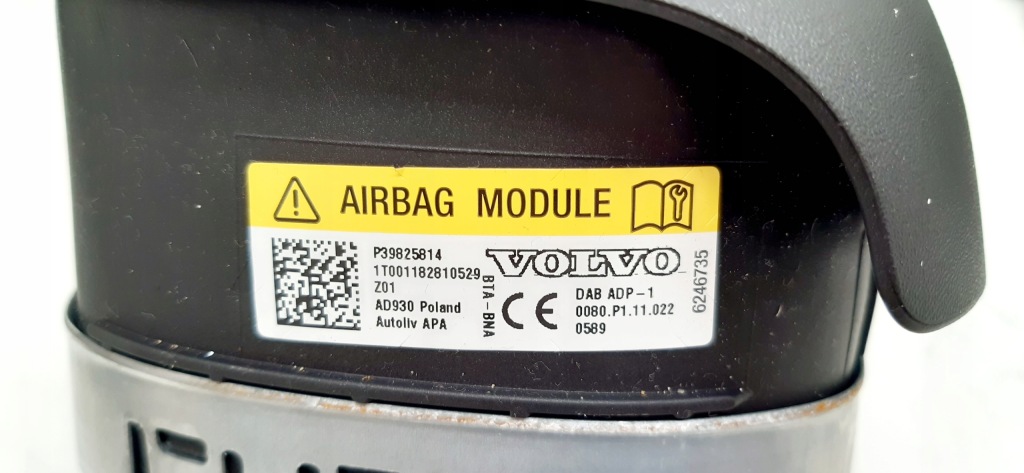 AIRBAG MODULE
P39825814
1T001182810529
Z01
AD930 Poland
Autoliv APA
BTA-BNA
VOLVO
CE
DAB ADP-1
0080.P1.11.022
0589
6246735